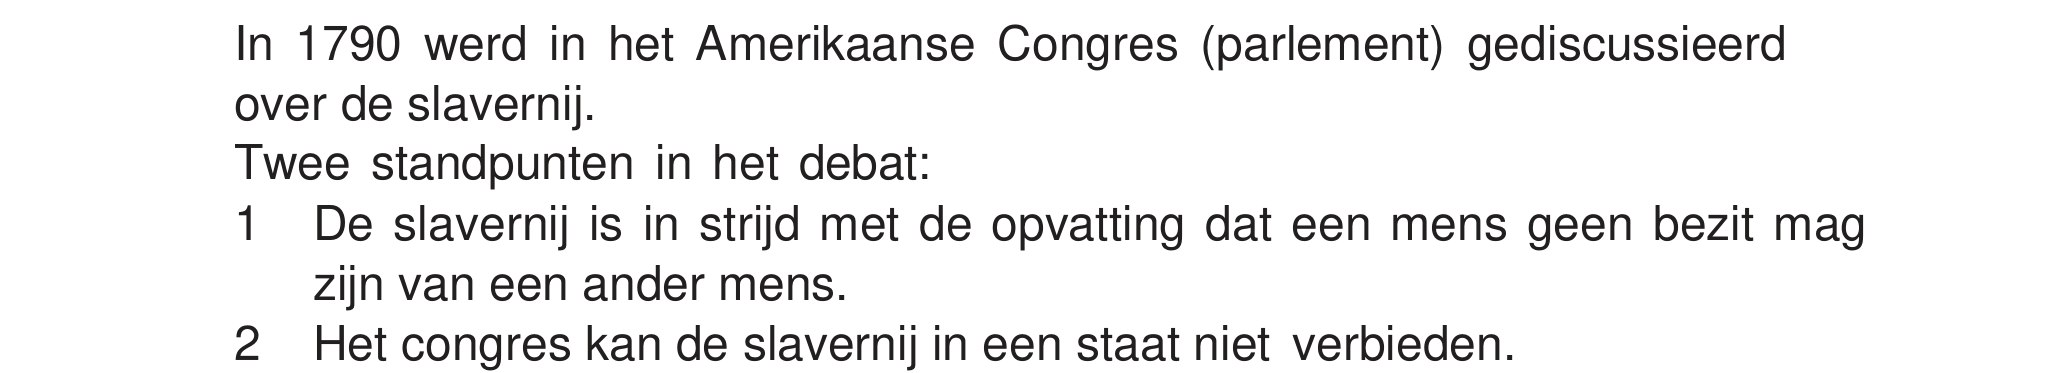 In 1790 werd in het Amerikaanse Congres (parlement) gediscussieerd
over de slavernij.
Twee standpunten in het debat:
1 De slavernij is in strijd met de opvatting dat een mens geen bezit mag
zijn van een ander mens.
2 Het congres kan de slavernij in een staat niet verbieden.